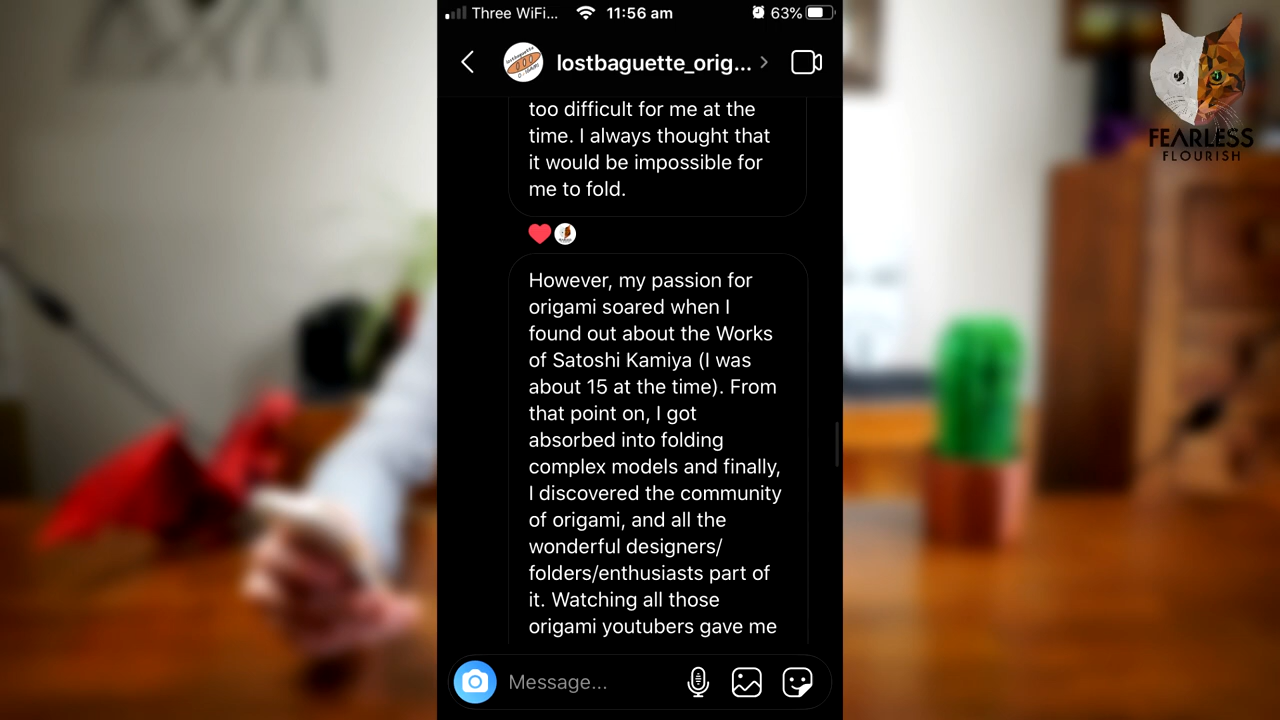 Three WiFi...
11:56 am
63%
lostbaguette_orig...
too difficult for me at the
time. I always thought that
it would be impossible for
me to fold.
However, my passion for
origami soared when I
found out about the Works
of Satoshi Kamiya (I was
about 15 at the time). From
that point on, I got
absorbed into folding
complex models and finally,
I discovered the community
of origami, and all the
wonderful designers/
folders/enthusiasts part of
it. Watching all those
origami youtubers gave me
Message...
FEARLESS
FLOURISH